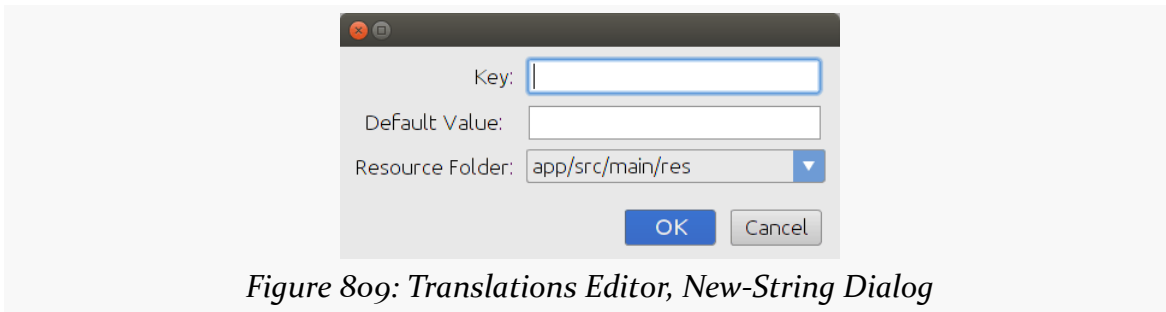 Key:
Default Value:
Resource Folder: app/src/main/res
OK Cancel
Figure 809: Translations Editor, New-String Dialog